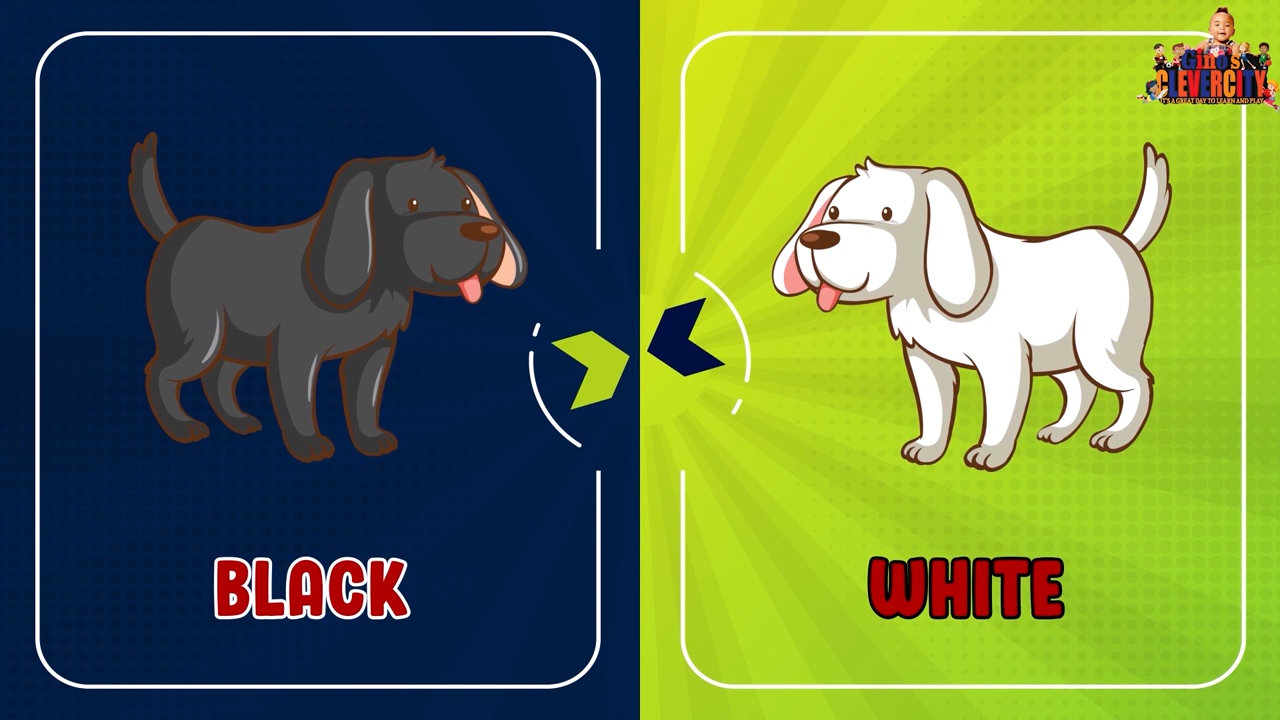 Gino's
CLEVERCITY
IT'S A GREAT DAY TO LEARN AND PLAY
BLACK
WHITE